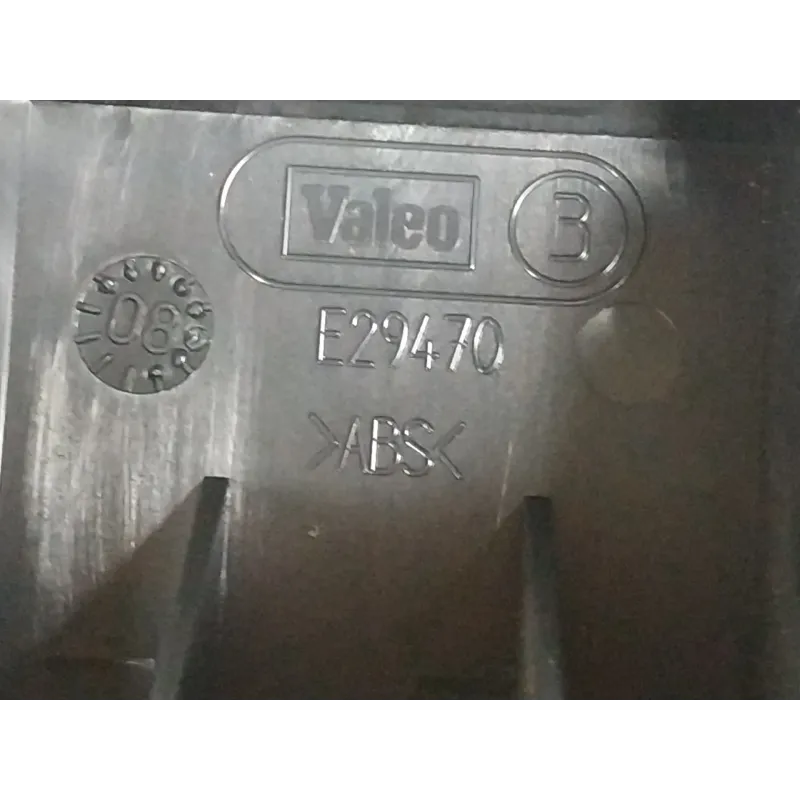 Valeo B
08
E29470
>ABS<